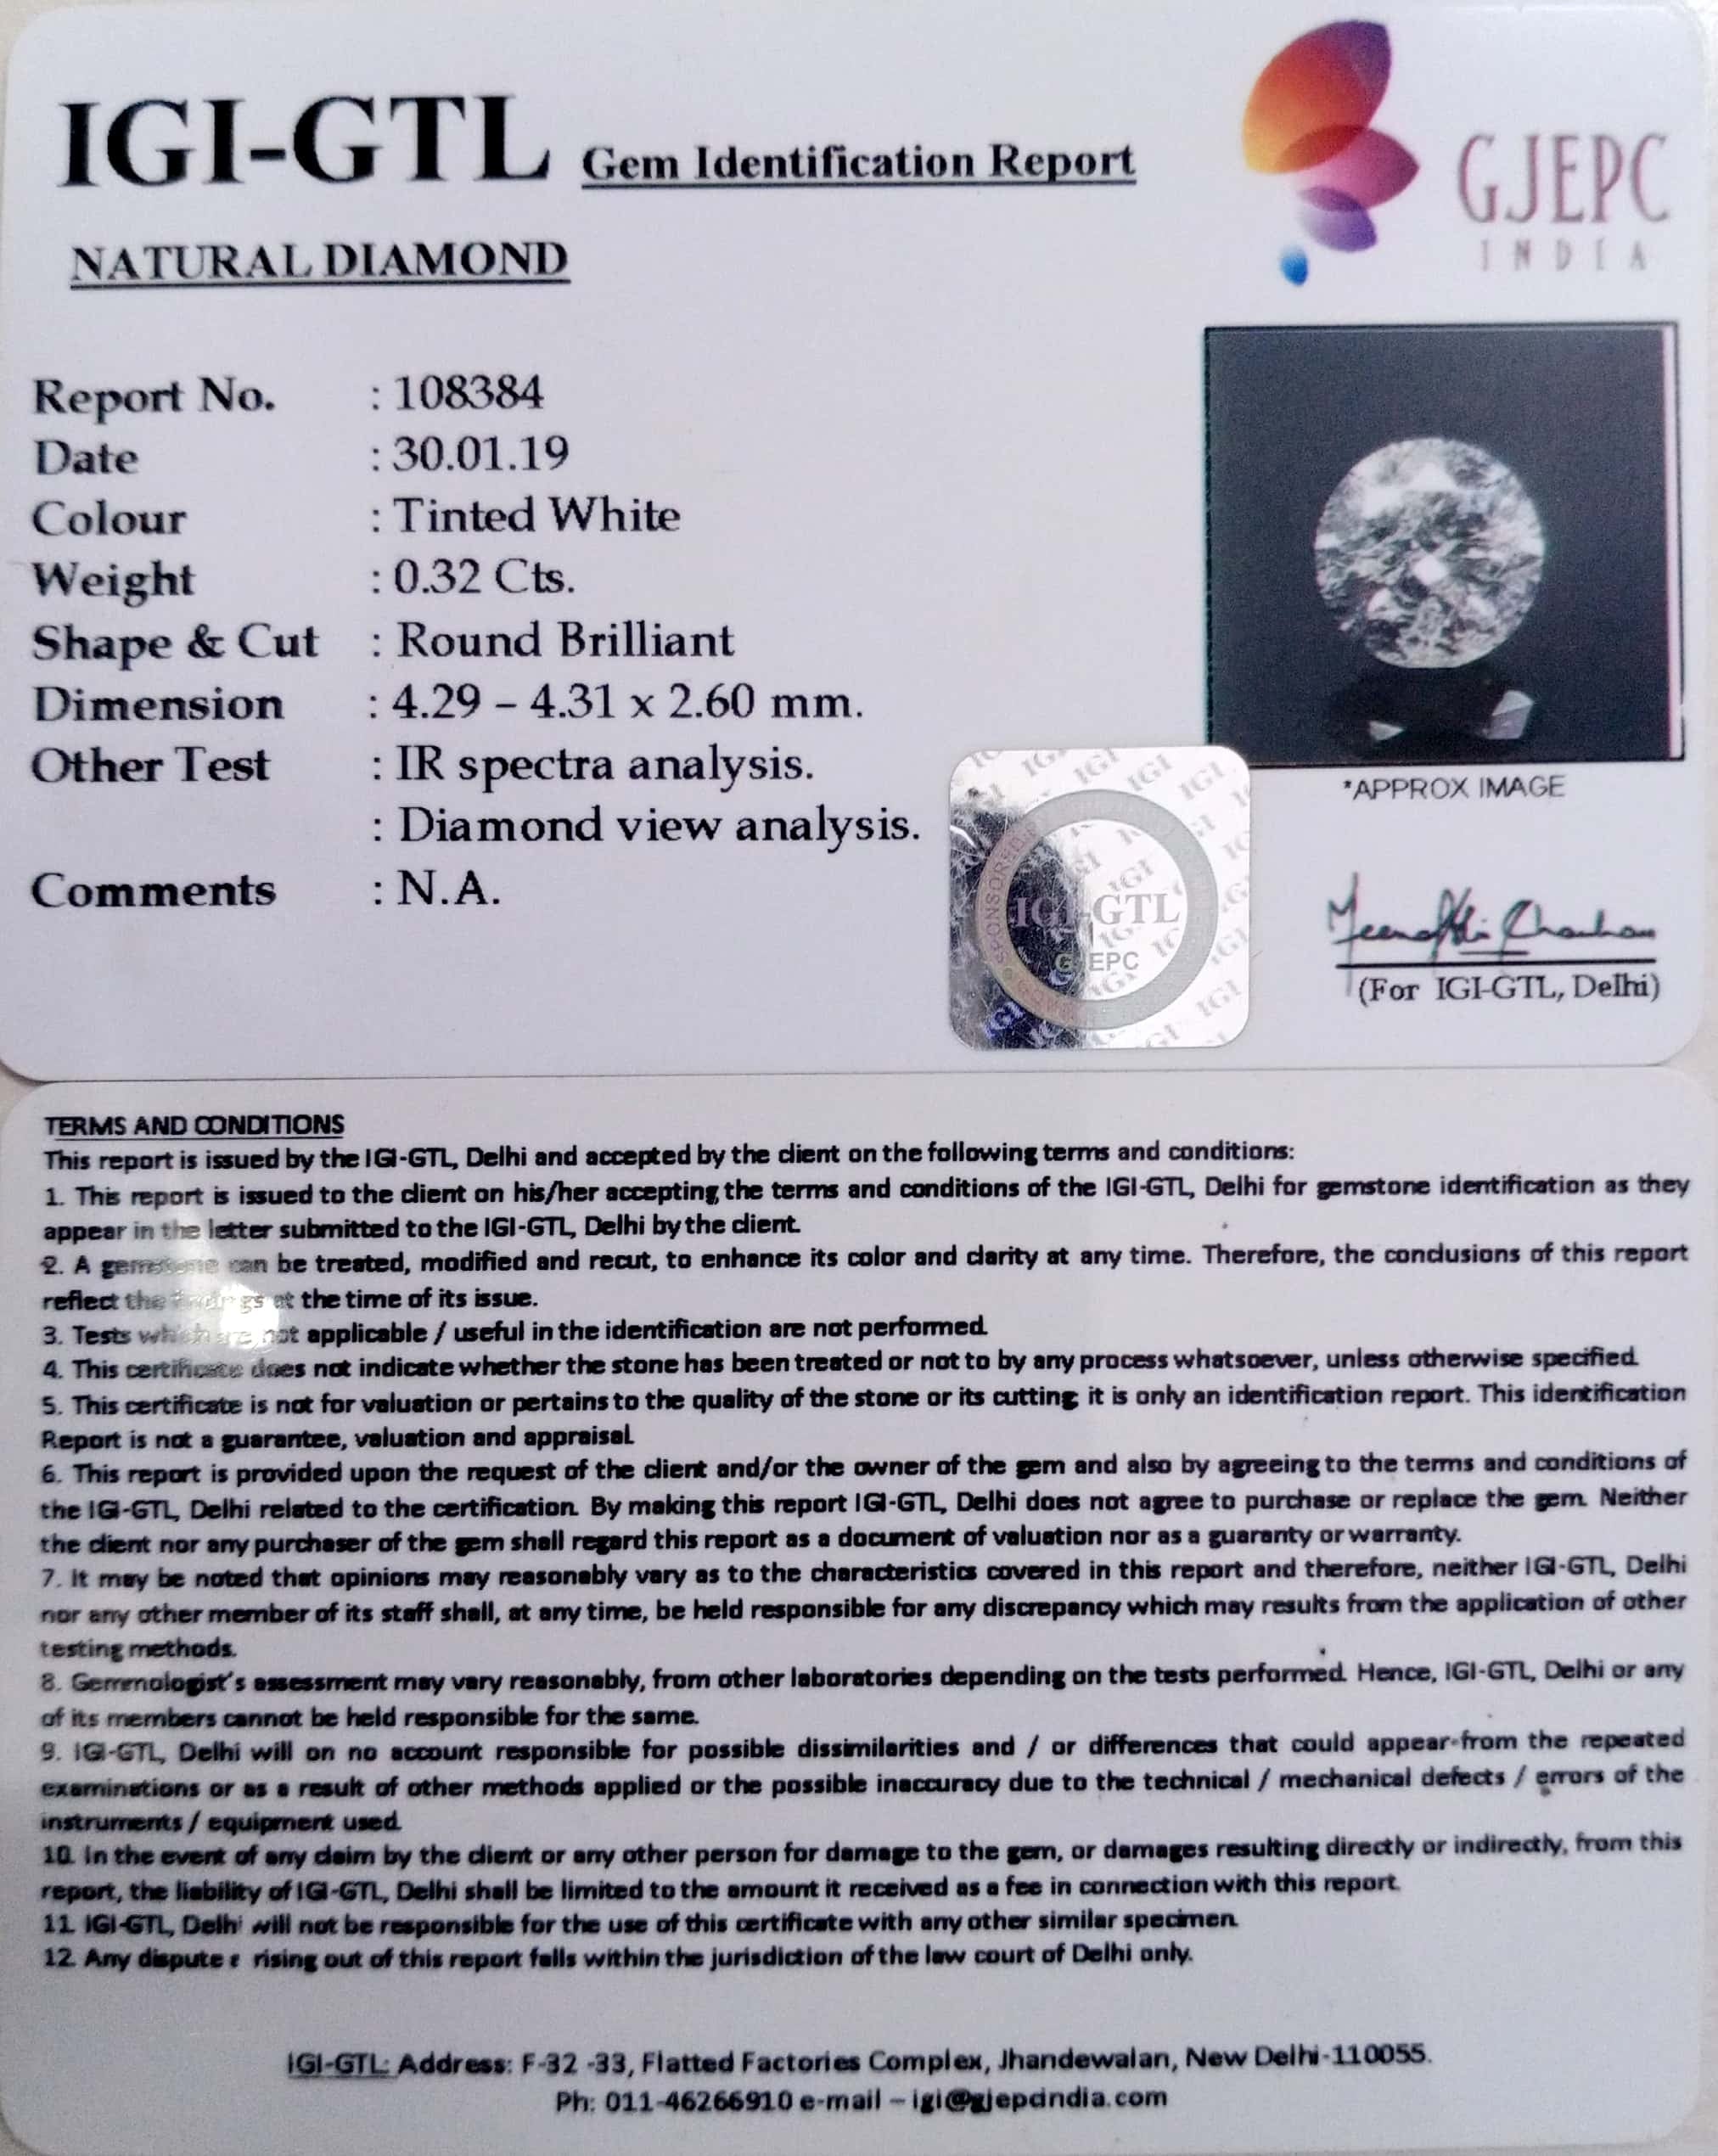 IGI-GTL Gem Identification Report
GJEPC
INDIA
NATURAL DIAMOND
Report No. : 108384
Date : 30.01.19
Colour : Tinted White
Weight : 0.32 Cts.
Shape & Cut : Round Brilliant
Dimension : 4.29 – 4.31 x 2.60 mm.
Other Test : IR spectra analysis.
: Diamond view analysis.
Comments : N.A.
*APPROX IMAGE
IGI-GTL
GJEPC
(For IGI-GTL, Delhi)
TERMS AND CONDITIONS
This report is issued by the IGI-GTL, Delhi and accepted by the client on the following terms and conditions:
1. This report is issued to the client on his/her accepting the terms and conditions of the IGI-GTL, Delhi for gemstone identification as they
appear in the letter submitted to the IGI-GTL, Delhi by the client.
2. A gemstone can be treated, modified and recut, to enhance its color and clarity at any time. Therefore, the conclusions of this report
reflect the findings at the time of its issue.
3. Tests which are not applicable / useful in the identification are not performed.
4. This certificate does not indicate whether the stone has been treated or not to by any process whatsoever, unless otherwise specified.
5. This certificate is not for valuation or pertains to the quality of the stone or its cutting; it is only an identification report. This identification
Report is not a guarantee, valuation and appraisal.
6. This report is provided upon the request of the client and/or the owner of the gem and also by agreeing to the terms and conditions of
the IGI-GTL, Delhi related to the certification. By making this report IGI-GTL, Delhi does not agree to purchase or replace the gem. Neither
the client nor any purchaser of the gem shall regard this report as a document of valuation nor as a guaranty or warranty.
7. It may be noted that opinions may reasonably vary as to the characteristics covered in this report and therefore, neither IGI-GTL, Delhi
nor any other member of its staff shall, at any time, be held responsible for any discrepancy which may results from the application of other
testing methods.
8. Gemmologist's assessment may vary reasonably, from other laboratories depending on the tests performed. Hence, IGI-GTL, Delhi or any
of its members cannot be held responsible for the same.
9. IGI-GTL, Delhi will on no account responsible for possible dissimilarities and / or differences that could appear from the repeated
examinations or as a result of other methods applied or the possible inaccuracy due to the technical / mechanical defects / errors of the
instruments / equipment used.
10. In the event of any claim by the client or any other person for damage to the gem, or damages resulting directly or indirectly, from this
report, the liability of IGI-GTL, Delhi shall be limited to the amount it received as a fee in connection with this report.
11. IGI-GTL, Delhi will not be responsible for the use of this certificate with any other similar specimen.
12. Any dispute rising out of this report falls within the jurisdiction of the law court of Delhi only.
IGI-GTL: Address: F-32 -33, Flatted Factories Complex, Jhandewalan, New Delhi-110055.
Ph: 011-46266910 e-mail – igi@gjepcindia.com